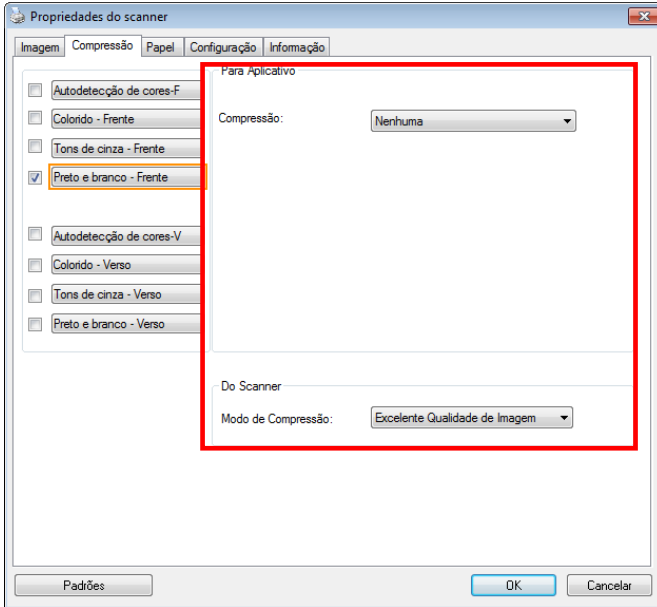 Propriedades do scanner
Imagem Compressão Papel Configuração Informação
Autodetecção de cores-F
Colorido - Frente
Tons de cinza - Frente
Preto e branco - Frente
Autodetecção de cores-V
Colorido - Verso
Tons de cinza - Verso
Preto e branco - Verso
Para Aplicativo
Compressão: Nenhuma
Do Scanner
Modo de Compressão: Excelente Qualidade de Imagem
Padrões OK Cancelar